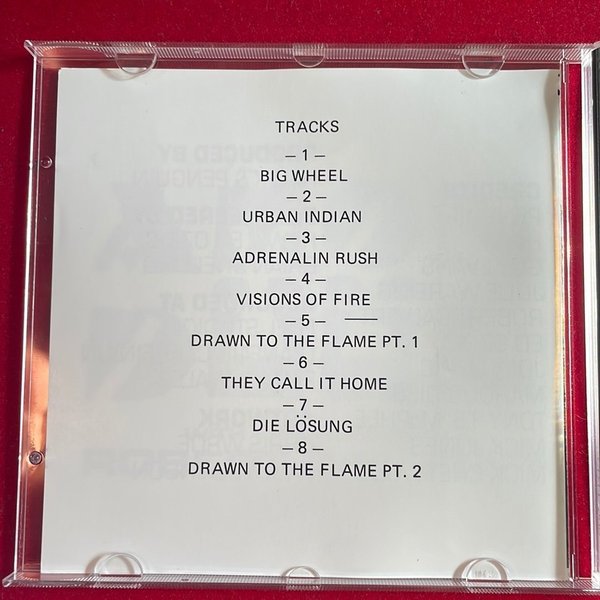 TRACKS
– 1 –
BIG WHEEL
– 2 –
URBAN INDIAN
– 3 –
ADRENALIN RUSH
– 4 –
VISIONS OF FIRE
– 5 –
DRAWN TO THE FLAME PT. 1
– 6 –
THEY CALL IT HOME
– 7 –
DIE LÖSUNG
– 8 –
DRAWN TO THE FLAME PT. 2